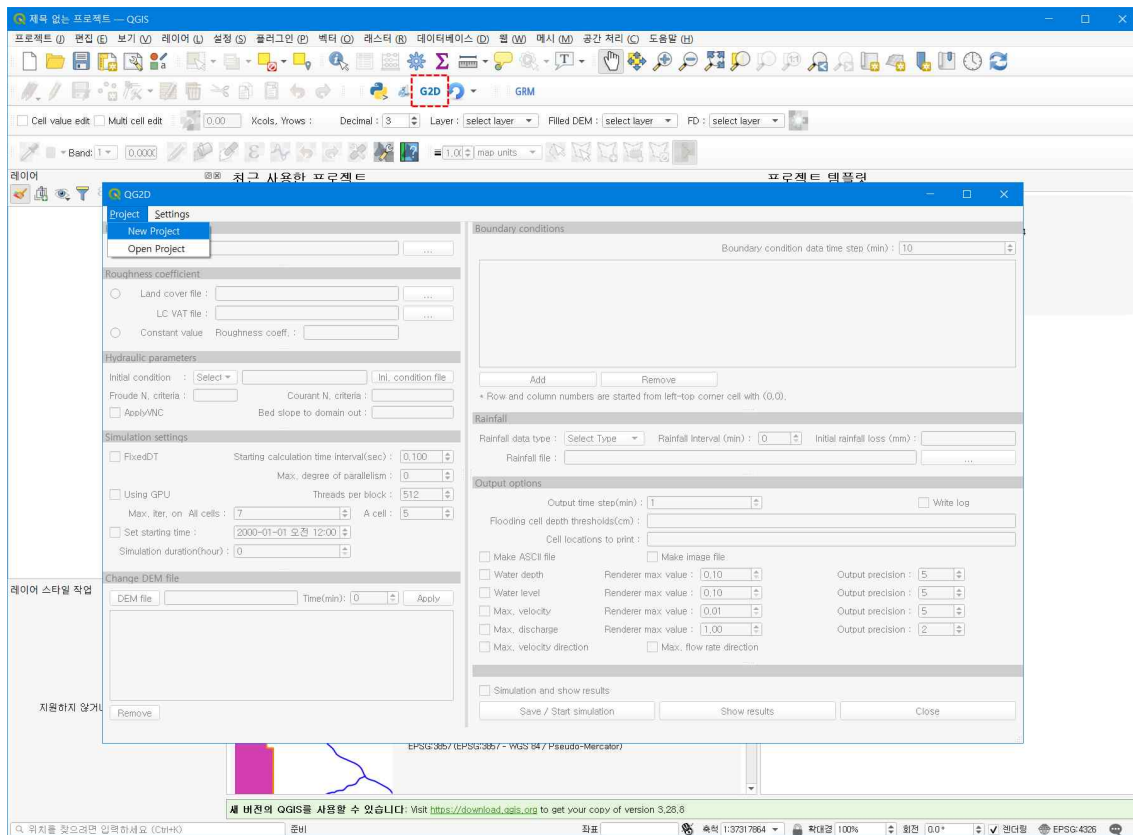 제목 없는 프로젝트 — QGIS
프로젝트 (J) 편집 (E) 보기 (V) 레이어 (L) 설정 (S) 플러그인 (P) 벡터 (O) 래스터 (R) 데이터베이스 (D) 웹 (W) 메시 (M) 공간 처리 (C) 도움말 (H)
G2D GRM
Cell value edit Multi cell edit 0,00 Xcols, Yrows : Decimal : 3 Layer : select layer Filled DEM : select layer FD : select layer
Band: 1 0,000 1,0 map units
레이어
최근 사용한 프로젝트 프로젝트 템플릿
QG2D
Project Settings
New Project
Open Project
...
Roughness coefficient
Land cover file : ...
LC VAT file : ...
Constant value Roughness coeff, :
Hydraulic parameters
Initial condition : Select Ini, condition file
Froude N, criteria : Courant N, criteria :
ApplyVNC Bed slope to domain out :
Simulation settings
FixedDT Starting calculation time interval(sec) : 0,100
Max, degree of parallelism : 0
Using GPU Threads per block : 512
Max, iter, on All cells : 7 A cell : 5
Set starting time : 2000-01-01 오전 12:00
Simulation duration(hour) : 0
Change DEM file
DEM file Time(min): 0 Apply
Remove
Boundary conditions
Boundary condition data time step (min) : 10
Add Remove
* Row and column numbers are started from left-top corner cell with (0,0),
Rainfall
Rainfall data type : Select Type Rainfall Interval (min) : 0 Initial rainfall loss (mm) :
Rainfall file : ...
Output options
Output time step(min) : 1 Write log
Flooding cell depth thresholds(cm) :
Cell locations to print :
Make ASCII file Make image file
Water depth Renderer max value : 0,10 Output precision : 5
Water level Renderer max value : 0,10 Output precision : 5
Max, velocity Renderer max value : 0,01 Output precision : 5
Max, discharge Renderer max value : 1,00 Output precision : 2
Max, velocity direction Max, flow rate direction
Simulation and show results
Save / Start simulation Show results Close
레이어 스타일 작업
지원하지 않거나
EPSG:3857 (EPSG:3857 - WGS 84 / Pseudo-Mercator)
새 버전의 QGIS를 사용할 수 있습니다: Visit https://download.qgis.org to get your copy of version 3,28,8
위치를 찾으려면 입력하세요 (Ctrl+K) 준비 좌표 축척 1:37317864 확대경 100% 회전 0.0° 렌더링 EPSG:4326